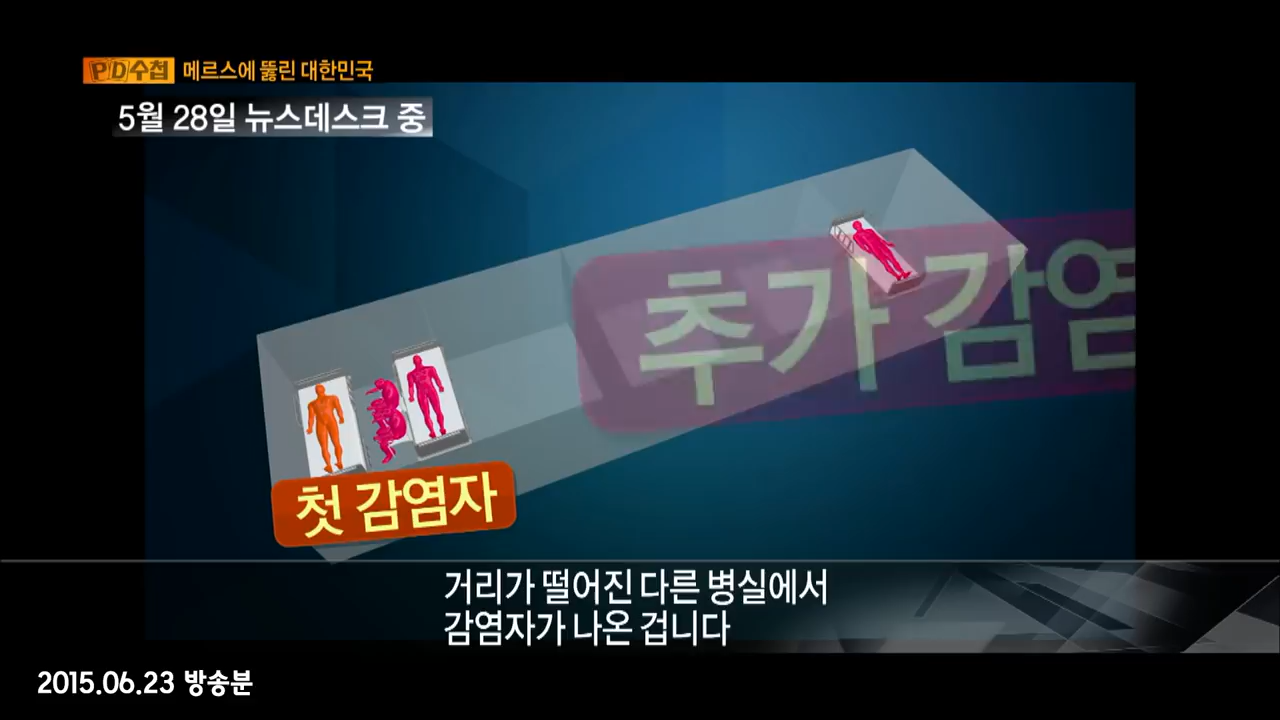 PD수첩 메르스에 뚫린 대한민국
5월 28일 뉴스데스크 중
추가 감염
첫 감염자
거리가 떨어진 다른 병실에서
감염자가 나온 겁니다
2015.06.23 방송분